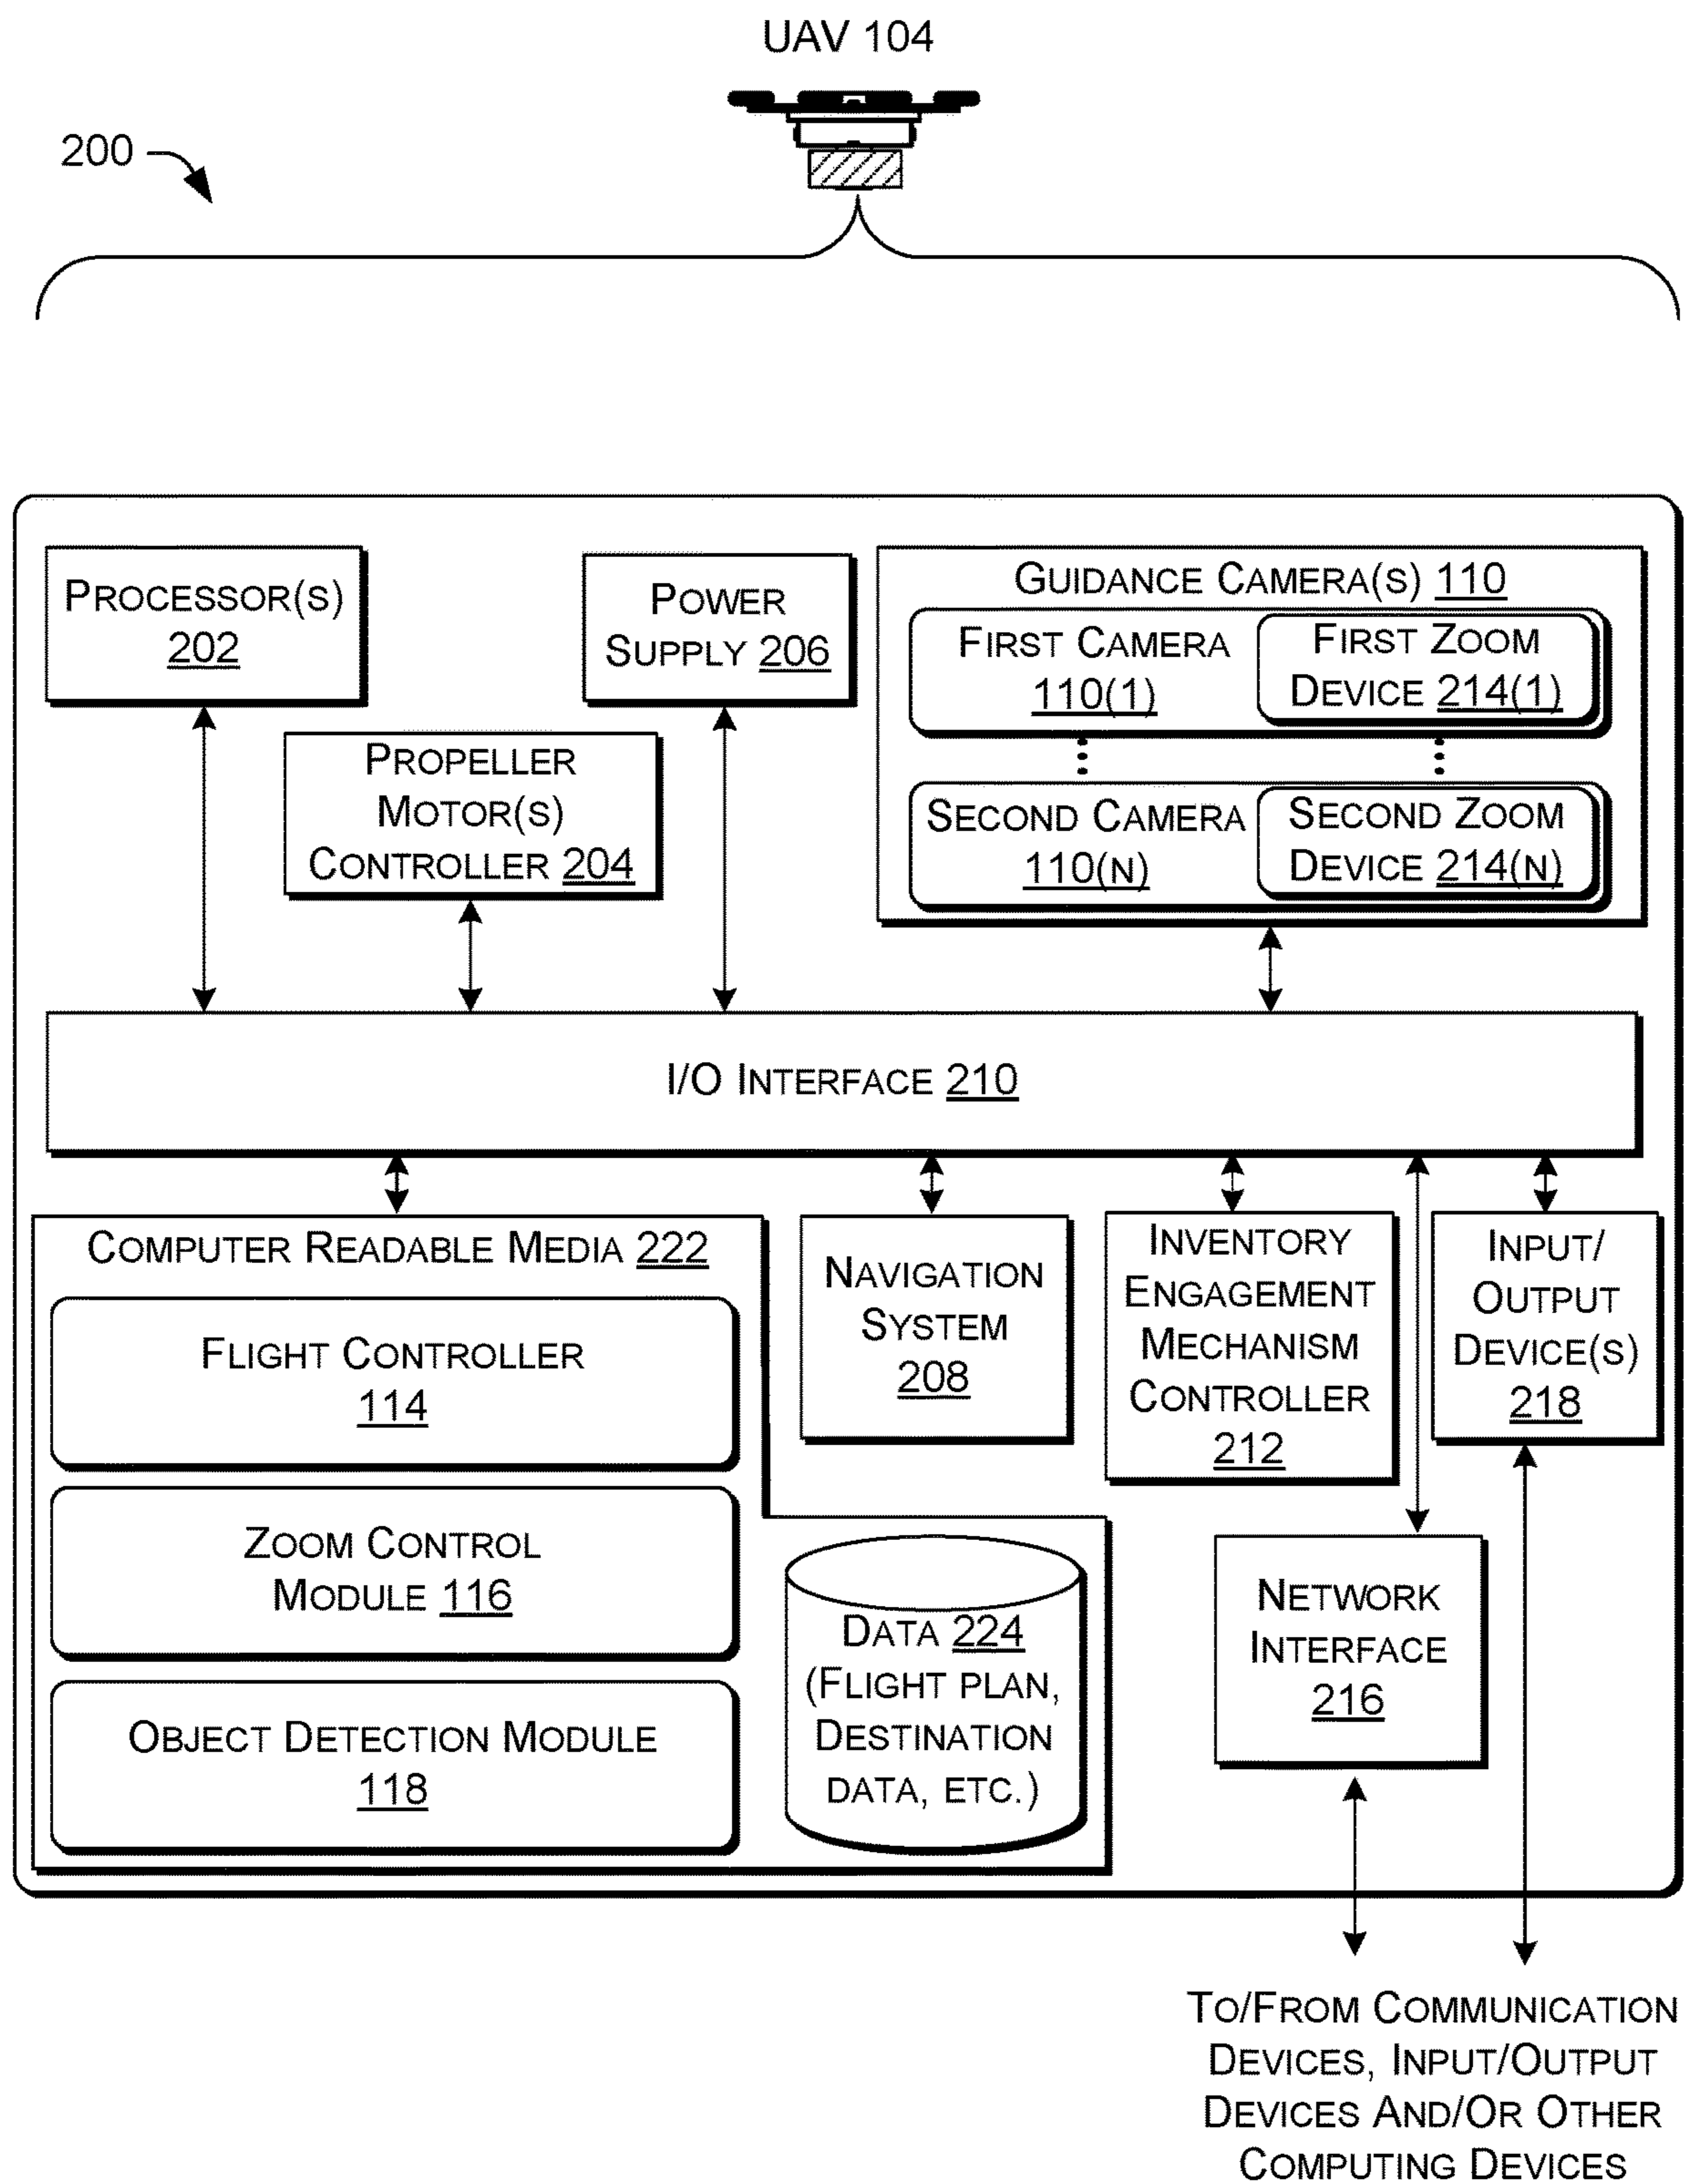 UAV 104
200
PROCESSOR(S)
202
POWER
SUPPLY 206
PROPELLER
MOTOR(S)
CONTROLLER 204
GUIDANCE CAMERA(S) 110
FIRST CAMERA
110(1)
FIRST ZOOM
DEVICE 214(1)
SECOND CAMERA
110(N)
SECOND ZOOM
DEVICE 214(N)
I/O INTERFACE 210
COMPUTER READABLE MEDIA 222
FLIGHT CONTROLLER
114
ZOOM CONTROL
MODULE 116
OBJECT DETECTION MODULE
118
DATA 224
(FLIGHT PLAN,
DESTINATION
DATA, ETC.)
NAVIGATION
SYSTEM
208
INVENTORY
ENGAGEMENT
MECHANISM
CONTROLLER
212
INPUT/
OUTPUT
DEVICE(S)
218
NETWORK
INTERFACE
216
TO/FROM COMMUNICATION
DEVICES, INPUT/OUTPUT
DEVICES AND/OR OTHER
COMPUTING DEVICES